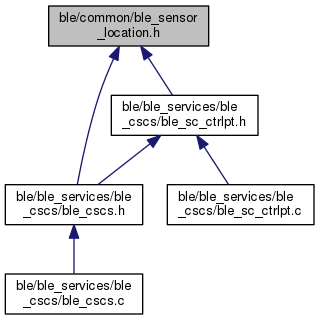 ble/common/ble_sensor
_location.h
ble/ble_services/ble
_cscs/ble_sc_ctrlpt.h
ble/ble_services/ble
_cscs/ble_cscs.h
ble/ble_services/ble
_cscs/ble_sc_ctrlpt.c
ble/ble_services/ble
_cscs/ble_cscs.c